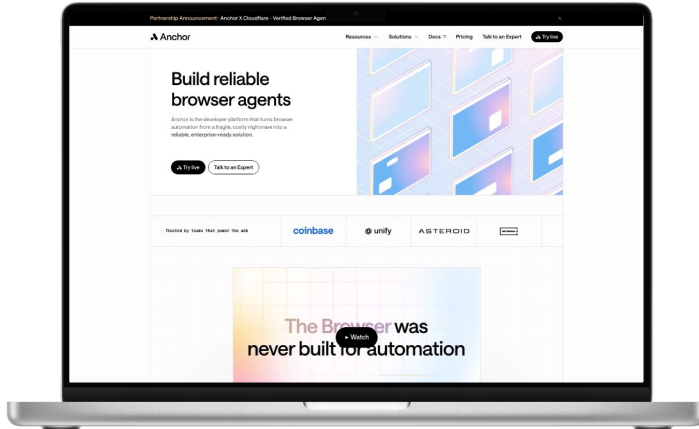 Partnership Announcement - Anchor X Cloudflare - Verified Browser Agen
×
Anchor
Resources
Solutions
Docs ↗
Pricing
Talk to an Expert
Try live
Build reliable
browser agents
Anchor is the developer platform that turns browser
automation from a fragile, costly nightmare into a
reliable, enterprise-ready solution.
Try live
Talk to an Expert
Trusted by teams that power the web
coinbase
unify
ASTEROID
The Browser was
never built for automation
▸ Watch